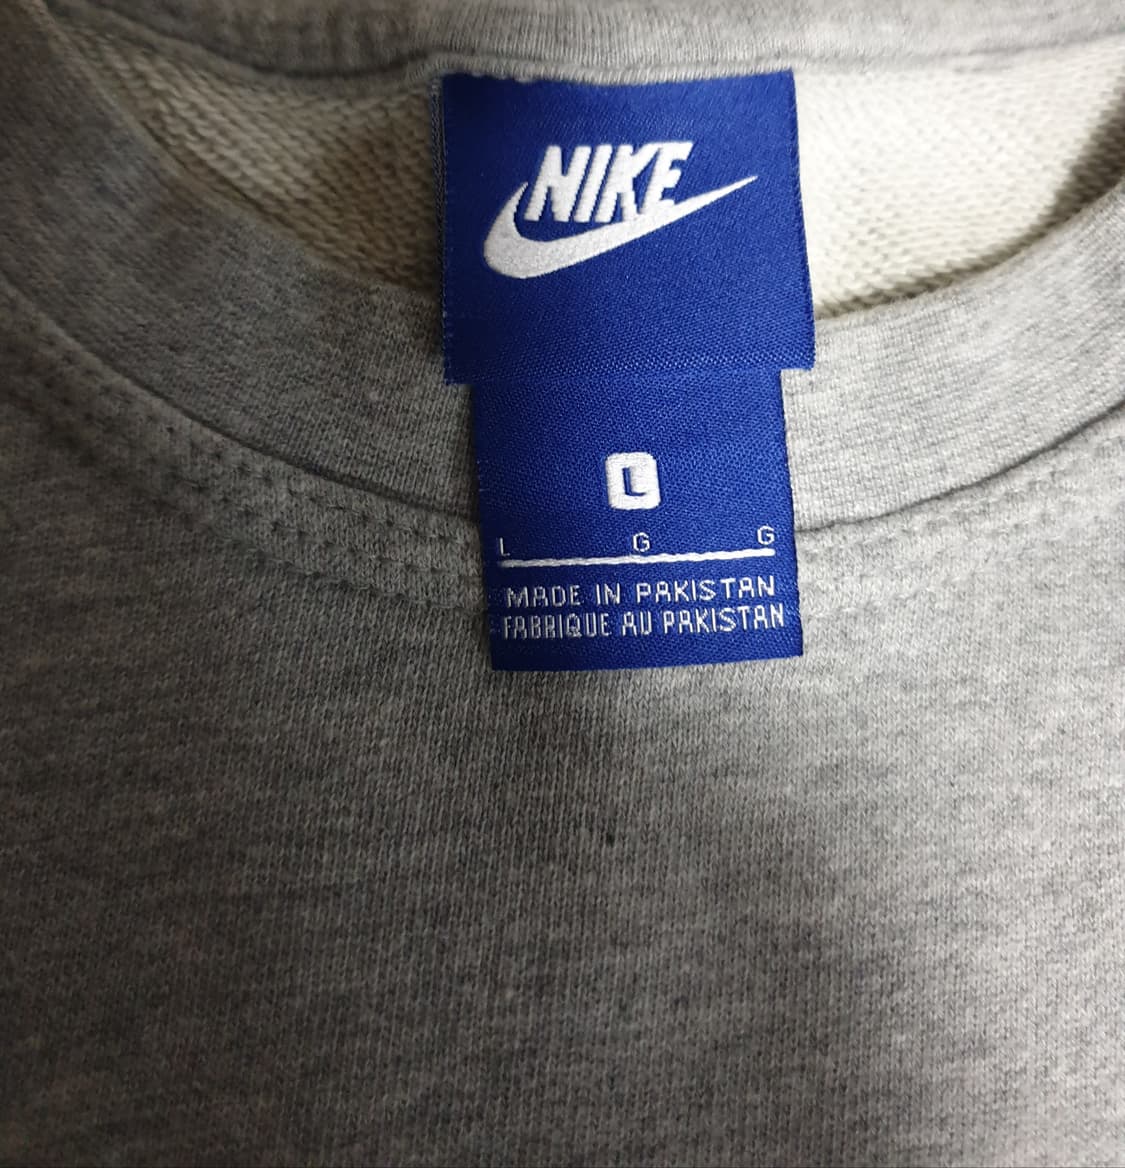 NIKE
L
L G G
MADE IN PAKISTAN
FABRIQUE AU PAKISTAN